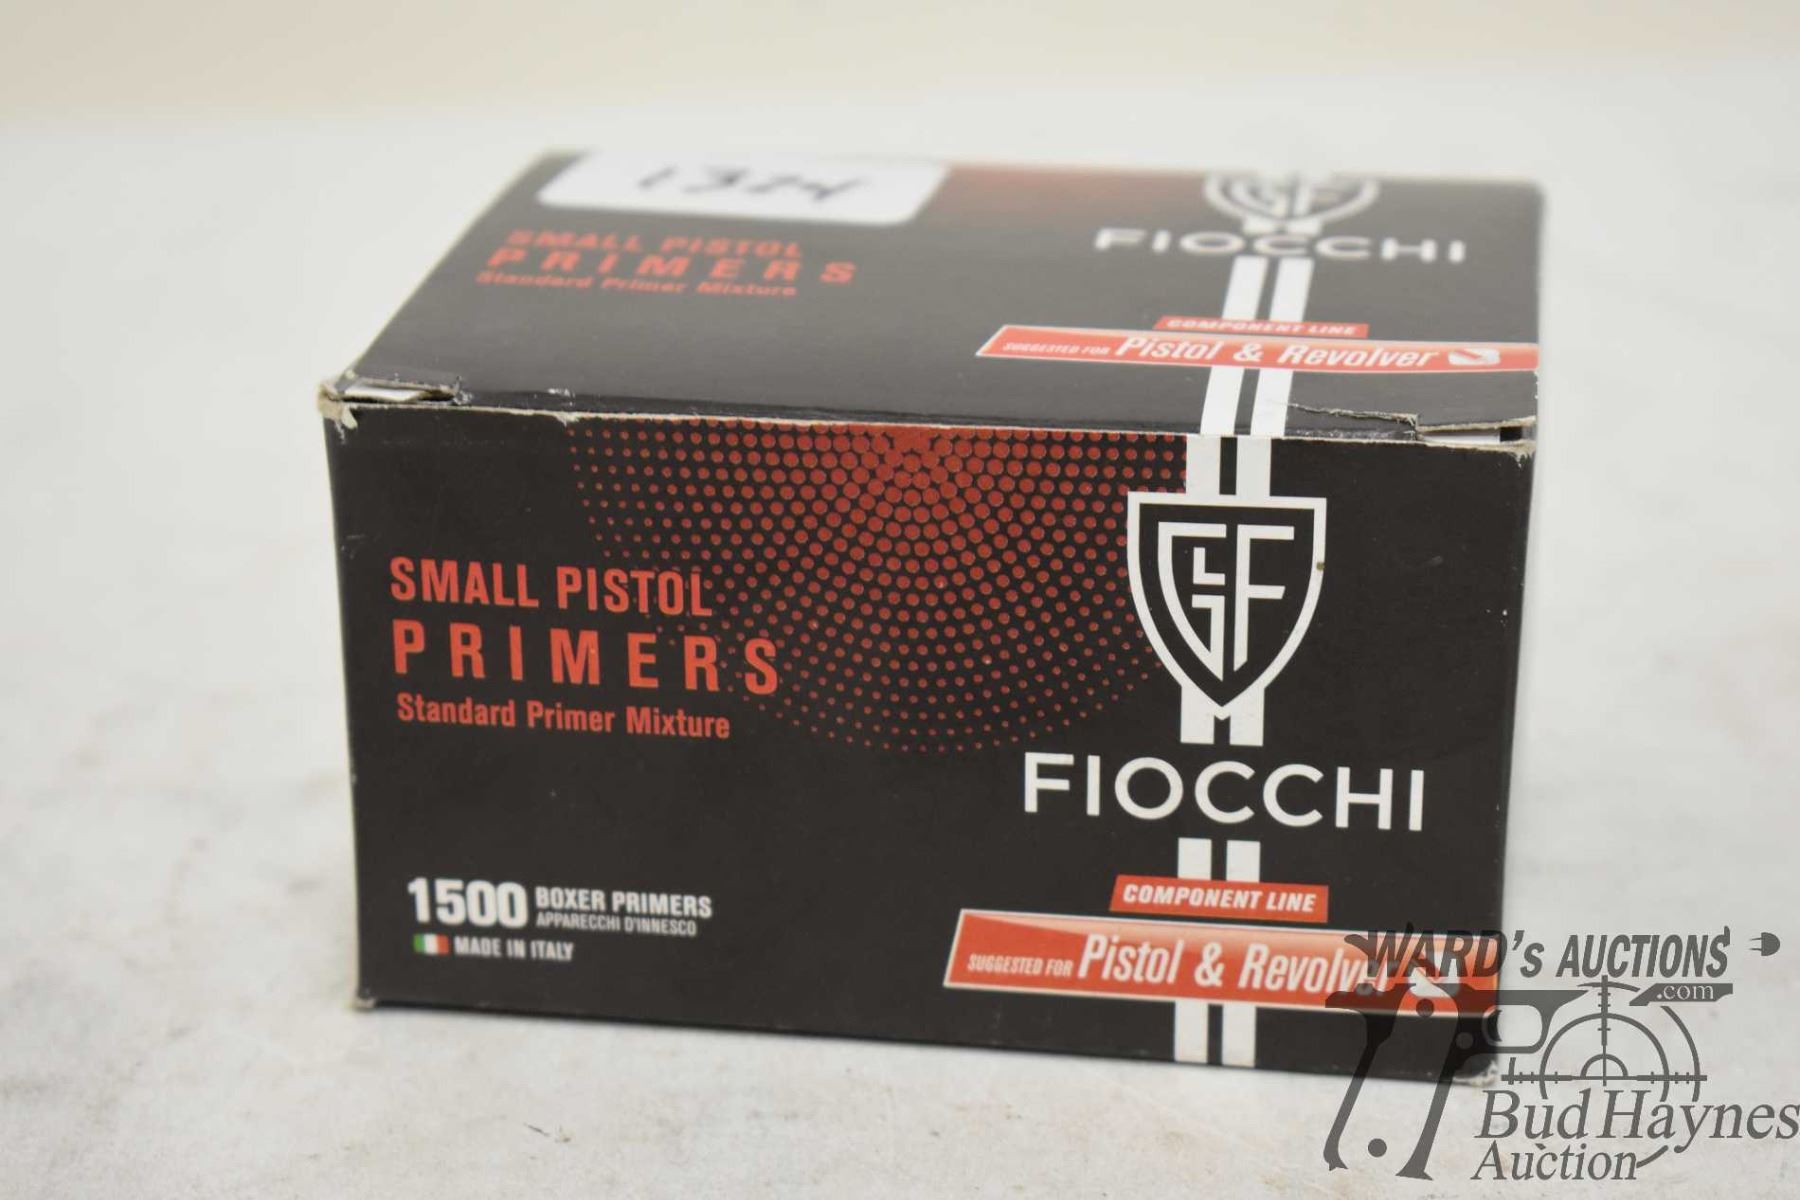 1324
SMALL PISTOL
PRIMERS
Standard Primer Mixture
GF
FIOCCHI
COMPONENT LINE
SUGGESTED FOR Pistol & Revolver
SMALL PISTOL
PRIMERS
Standard Primer Mixture
1500 BOXER PRIMERS
APPARECCHI D'INNESCO
MADE IN ITALY
GLF
FIOCCHI
COMPONENT LINE
SUGGESTED FOR Pistol & Revolver
WARD's AUCTIONS
.com
Bud Haynes
Auction